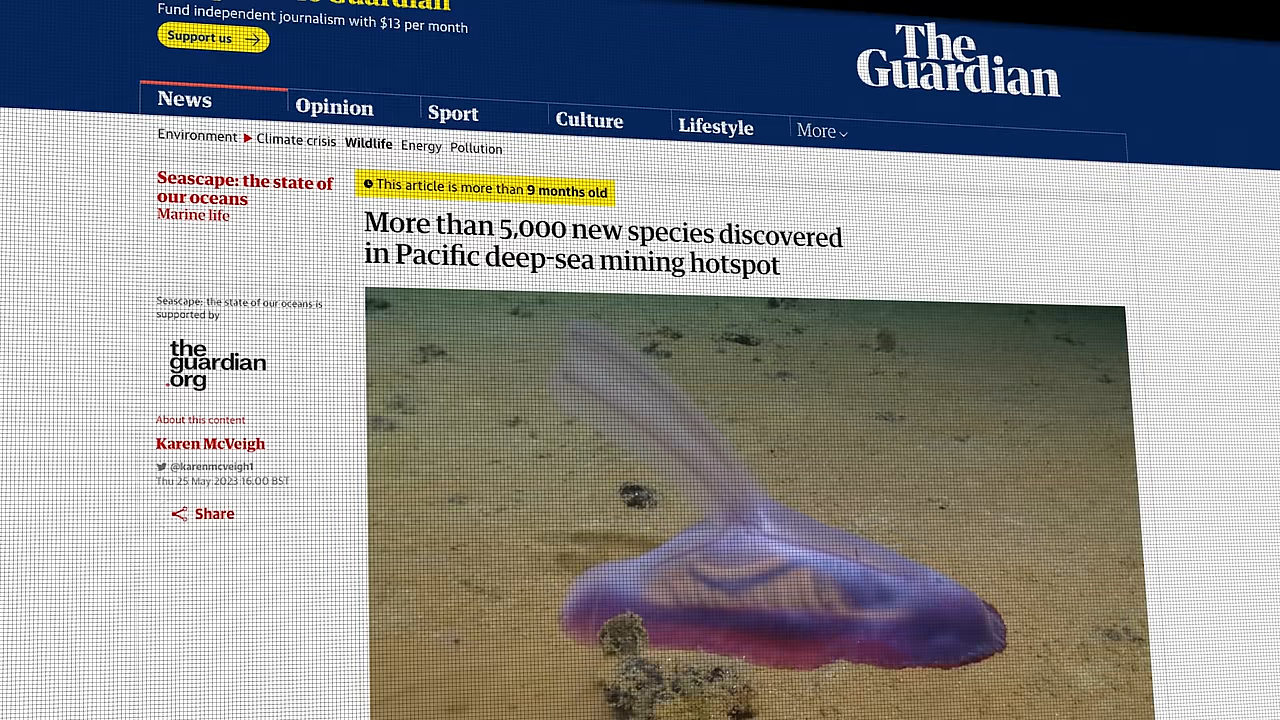 Guardian
Fund independent journalism with $13 per month
Support us
The
Guardian
News
Opinion
Sport
Culture
Lifestyle
More
Environment
Climate crisis
Wildlife
Energy
Pollution
Seascape: the state of
our oceans
Marine life
This article is more than 9 months old
More than 5,000 new species discovered
in Pacific deep-sea mining hotspot
Seascape: the state of our oceans is
supported by
the
guardian
.org
About this content
Karen McVeigh
@karenmcveigh1
Thu 25 May 2023 16.00 BST
Share